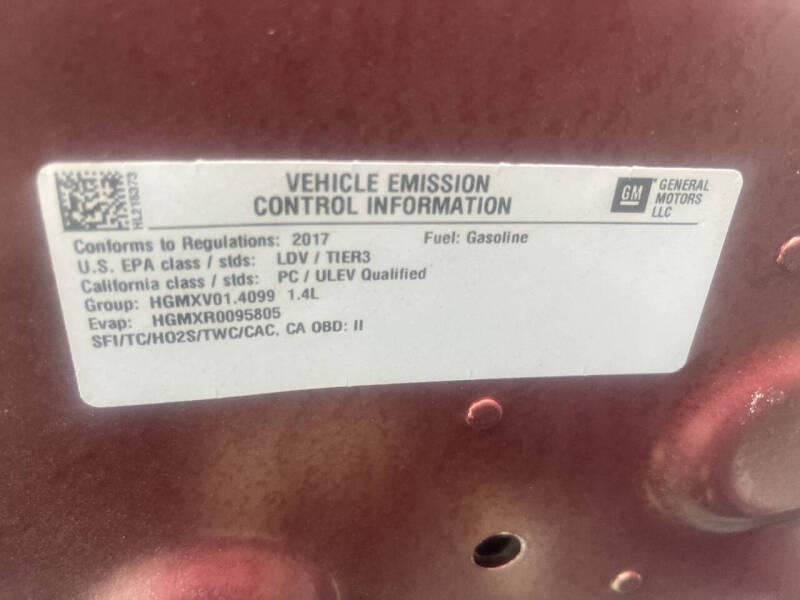 HL215373
VEHICLE EMISSION
CONTROL INFORMATION
GM
GENERAL
MOTORS
LLC
Conforms to Regulations: 2017 Fuel: Gasoline
U.S. EPA class / stds: LDV / TIER3
California class / stds: PC / ULEV Qualified
Group: HGMXV01.4099 1.4L
Evap: HGMXR0095805
SFI/TC/HO2S/TWC/CAC, CA OBD: II